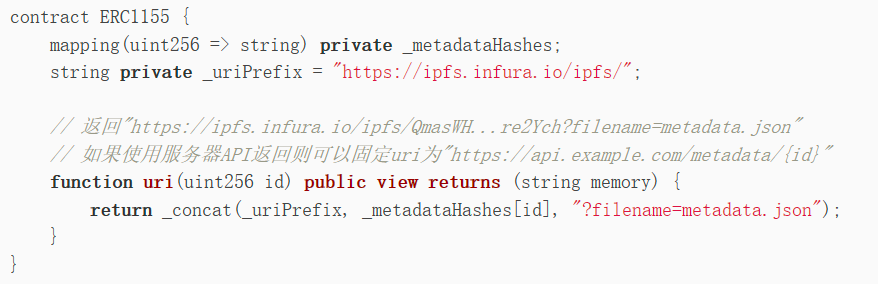 contract ERC1155 {
    mapping(uint256 => string) private _metadataHashes;
    string private _uriPrefix = "https://ipfs.infura.io/ipfs/";

    // 返回"https://ipfs.infura.io/ipfs/QmasWH...re2Ych?filename=metadata.json"
    // 如果使用服务器API返回则可以固定uri为"https://api.example.com/metadata/{id}"
    function uri(uint256 id) public view returns (string memory) {
        return _concat(_uriPrefix, _metadataHashes[id], "?filename=metadata.json");
    }
}